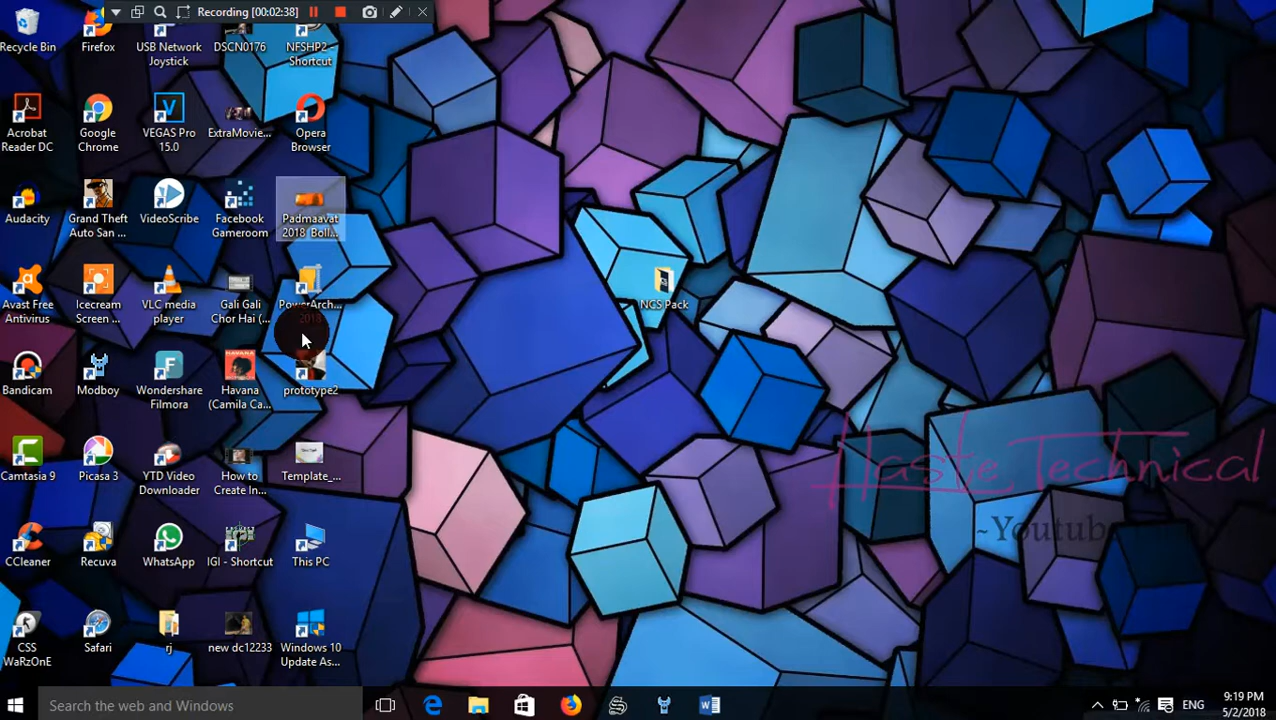 Recording [00:02:38]
Recycle Bin
Firefox
USB Network
Joystick
DSCN0176
NFSHP2 -
Shortcut
Acrobat
Reader DC
Google
Chrome
VEGAS Pro
15.0
ExtraMovie...
Opera
Browser
Audacity
Grand Theft
Auto San ...
VideoScribe
Facebook
Gameroom
Padmaavat
2018 Boll...
Avast Free
Antivirus
Icecream
Screen ...
VLC media
player
Gali Gali
Chor Hai (...
PowerArch...
2018
NCS Pack
Bandicam
Modboy
Wondershare
Filmora
Havana
(Camila Ca...
prototype2
Camtasia 9
Picasa 3
YTD Video
Downloader
How to
Create In...
Template_...
Haste Technical
~Youtube
CCleaner
Recuva
WhatsApp
IGI - Shortcut
This PC
CSS
WaRzOnE
Safari
rj
new dc12233
Windows 10
Update As...
Search the web and Windows
ENG
9:19 PM
5/2/2018